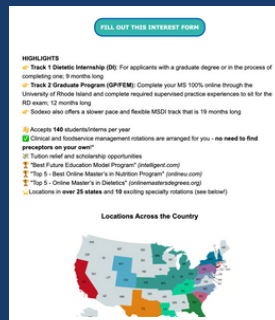 FILL OUT THIS INTEREST FORM
HIGHLIGHTS
👉 Track 1 Dietetic Internship (DI): For applicants with a graduate degree or in the process of
completing one; 9 months long
👉 Track 2 Graduate Program (GP/FEM): Complete your MS 100% online through the
University of Rhode Island and complete required supervised practice experiences to sit for the
RD exam; 12 months long
👉 Sodexo also offers a slower pace and flexible MSDI track that is 19 months long
👋 Accepts 140 students/interns per year
✅ Clinical and foodservice management rotations are arranged for you - no need to find
preceptors on your own!*
💸 Tuition relief and scholarship opportunities
🏆 "Best Future Education Model Program" (intelligent.com)
🏆 "Top 5 - Best Online Master's in Nutrition Program" (onlineu.com)
🏆 "Top 5 - Online Master's in Dietetics" (onlinemastersdegrees.org)
⭐ Locations in over 25 states and 10 exciting specialty rotations (see below!)
Locations Across the Country